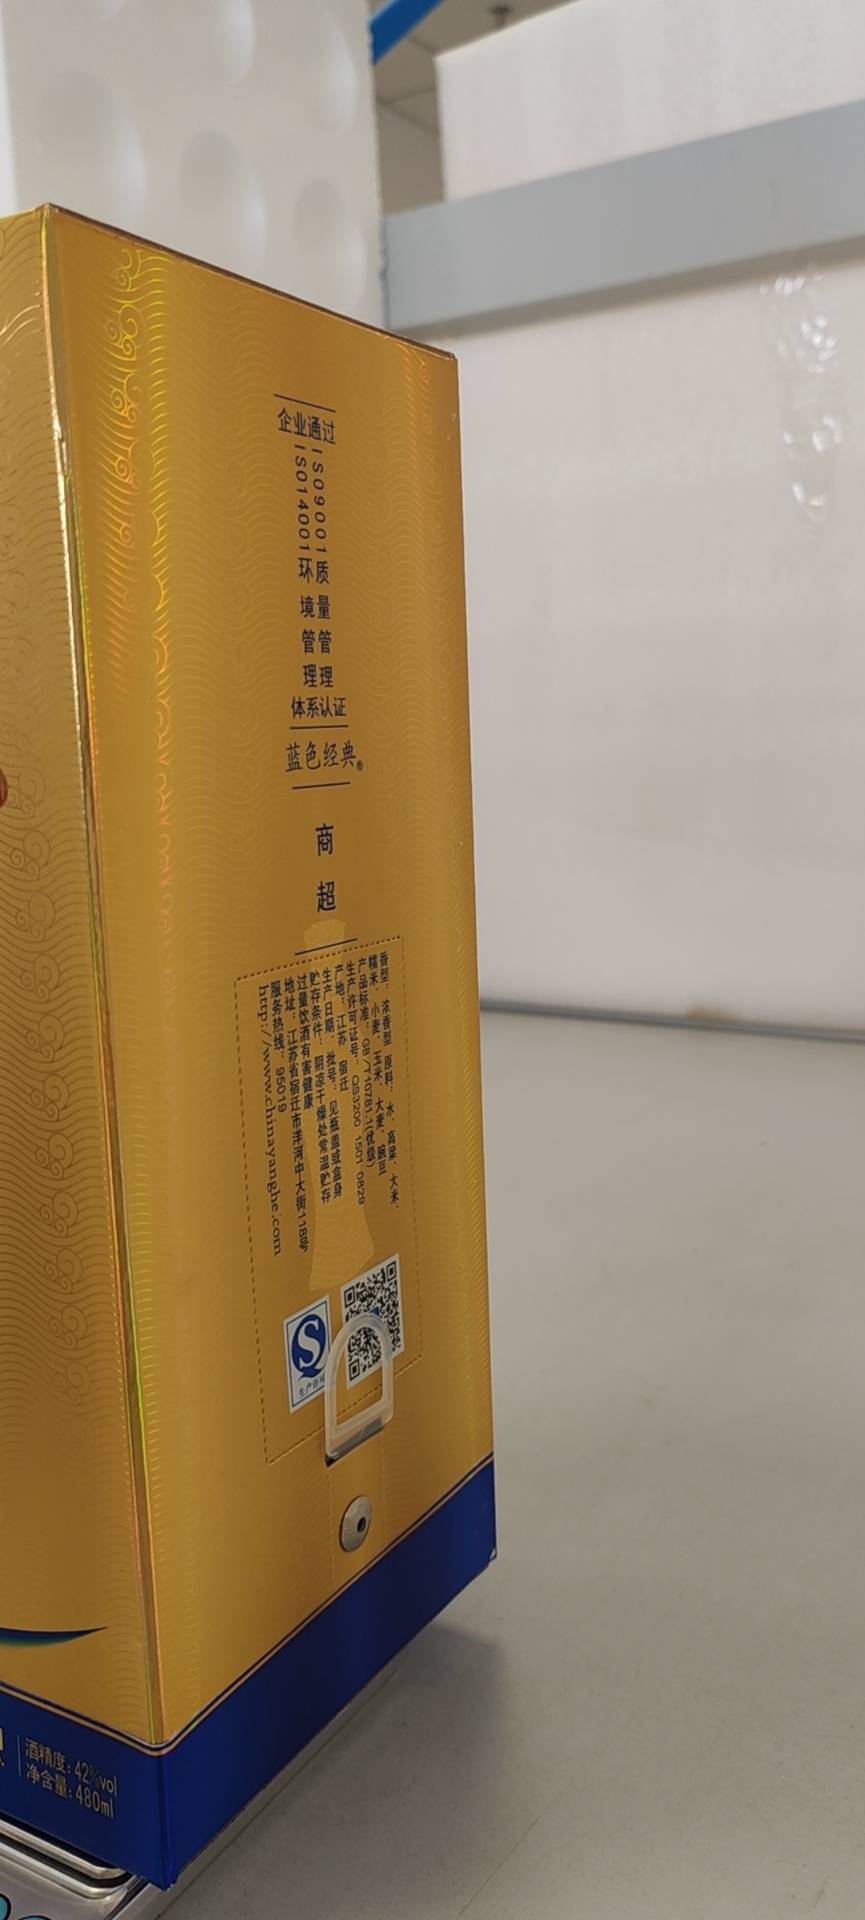 企业通过
ISO9001质量管理
ISO14001环境管理
体系认证
蓝色经典®
商超
香型：浓香型 原料：水、高粱、大米、
糯米、小麦、玉米、大麦、豌豆
产品标准：GB/T10781.1(优级)
生产许可证号：QS3200 1501 0829
产地：江苏 宿迁
生产日期、批号：见瓶盖或盒身
贮存条件：阴凉干燥处常温贮存
过量饮酒有害健康
地址：江苏省宿迁市洋河中大街118号
服务热线：95019
http://www.chinayanghe.com
生产许可
酒精度:42%vol
净含量:480ml